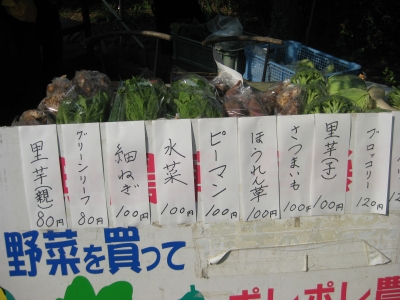 里芋(親) 80円
グリーンリーフ 80円
細ねぎ 100円
水菜 100円
ピーマン 100円
ほうれん草 100円
さつまいも 100円
里芋(子) 100円
ブロッコリー 120円
野菜を買って
ポレポレ農